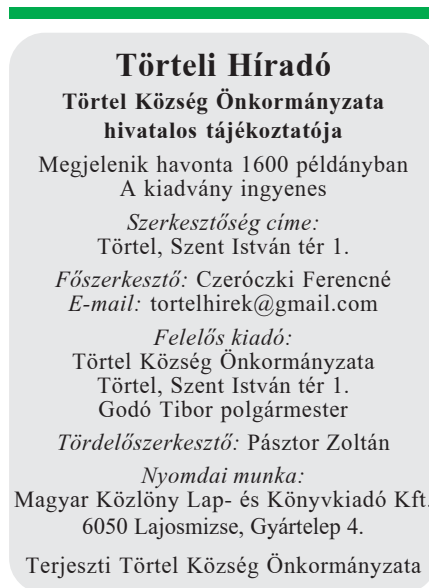 Törteli Híradó
Törtel Község Önkormányzata
hivatalos tájékoztatója
Megjelenik havonta 1600 példányban
A kiadvány ingyenes
Szerkesztőség címe:
Törtel, Szent István tér 1.
Főszerkesztő: Czeróczki Ferencné
E-mail: tortelhirek@gmail.com
Felelős kiadó:
Törtel Község Önkormányzata
Törtel, Szent István tér 1.
Godó Tibor polgármester
Tördelőszerkesztő: Pásztor Zoltán
Nyomdai munka:
Magyar Közlöny Lap- és Könyvkiadó Kft.
6050 Lajosmizse, Gyártelep 4.
Terjeszti Törtel Község Önkormányzata